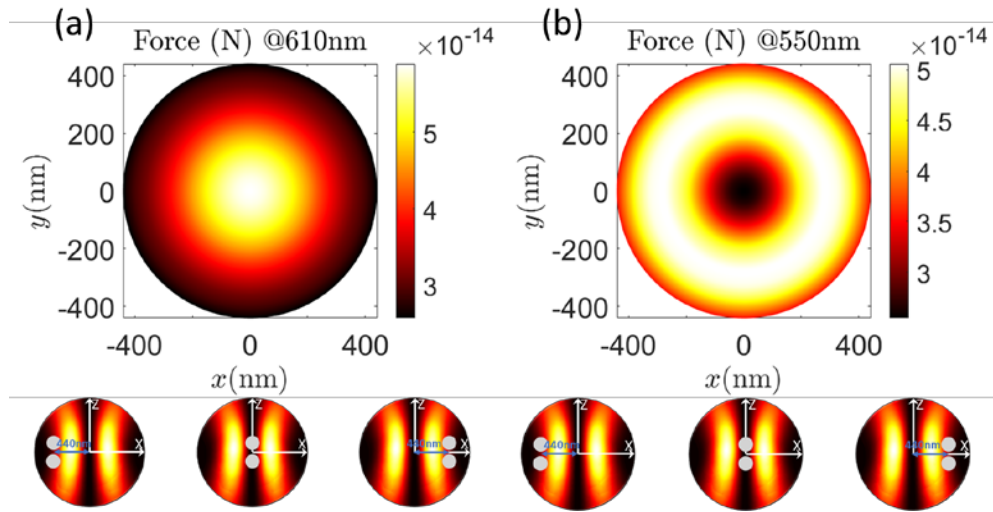 (a)
Force (N) @610nm
×10⁻¹⁴
400
200
0
-200
-400
y(nm)
-400
0
400
x(nm)
5
4
3
(b)
Force (N) @550nm
×10⁻¹⁴
400
200
0
-200
-400
y(nm)
-400
0
400
x(nm)
5
4.5
4
3.5
3
Z
X
440nm
Z
X
Z
X
440nm
Z
X
440nm
Z
X
Z
X
440nm